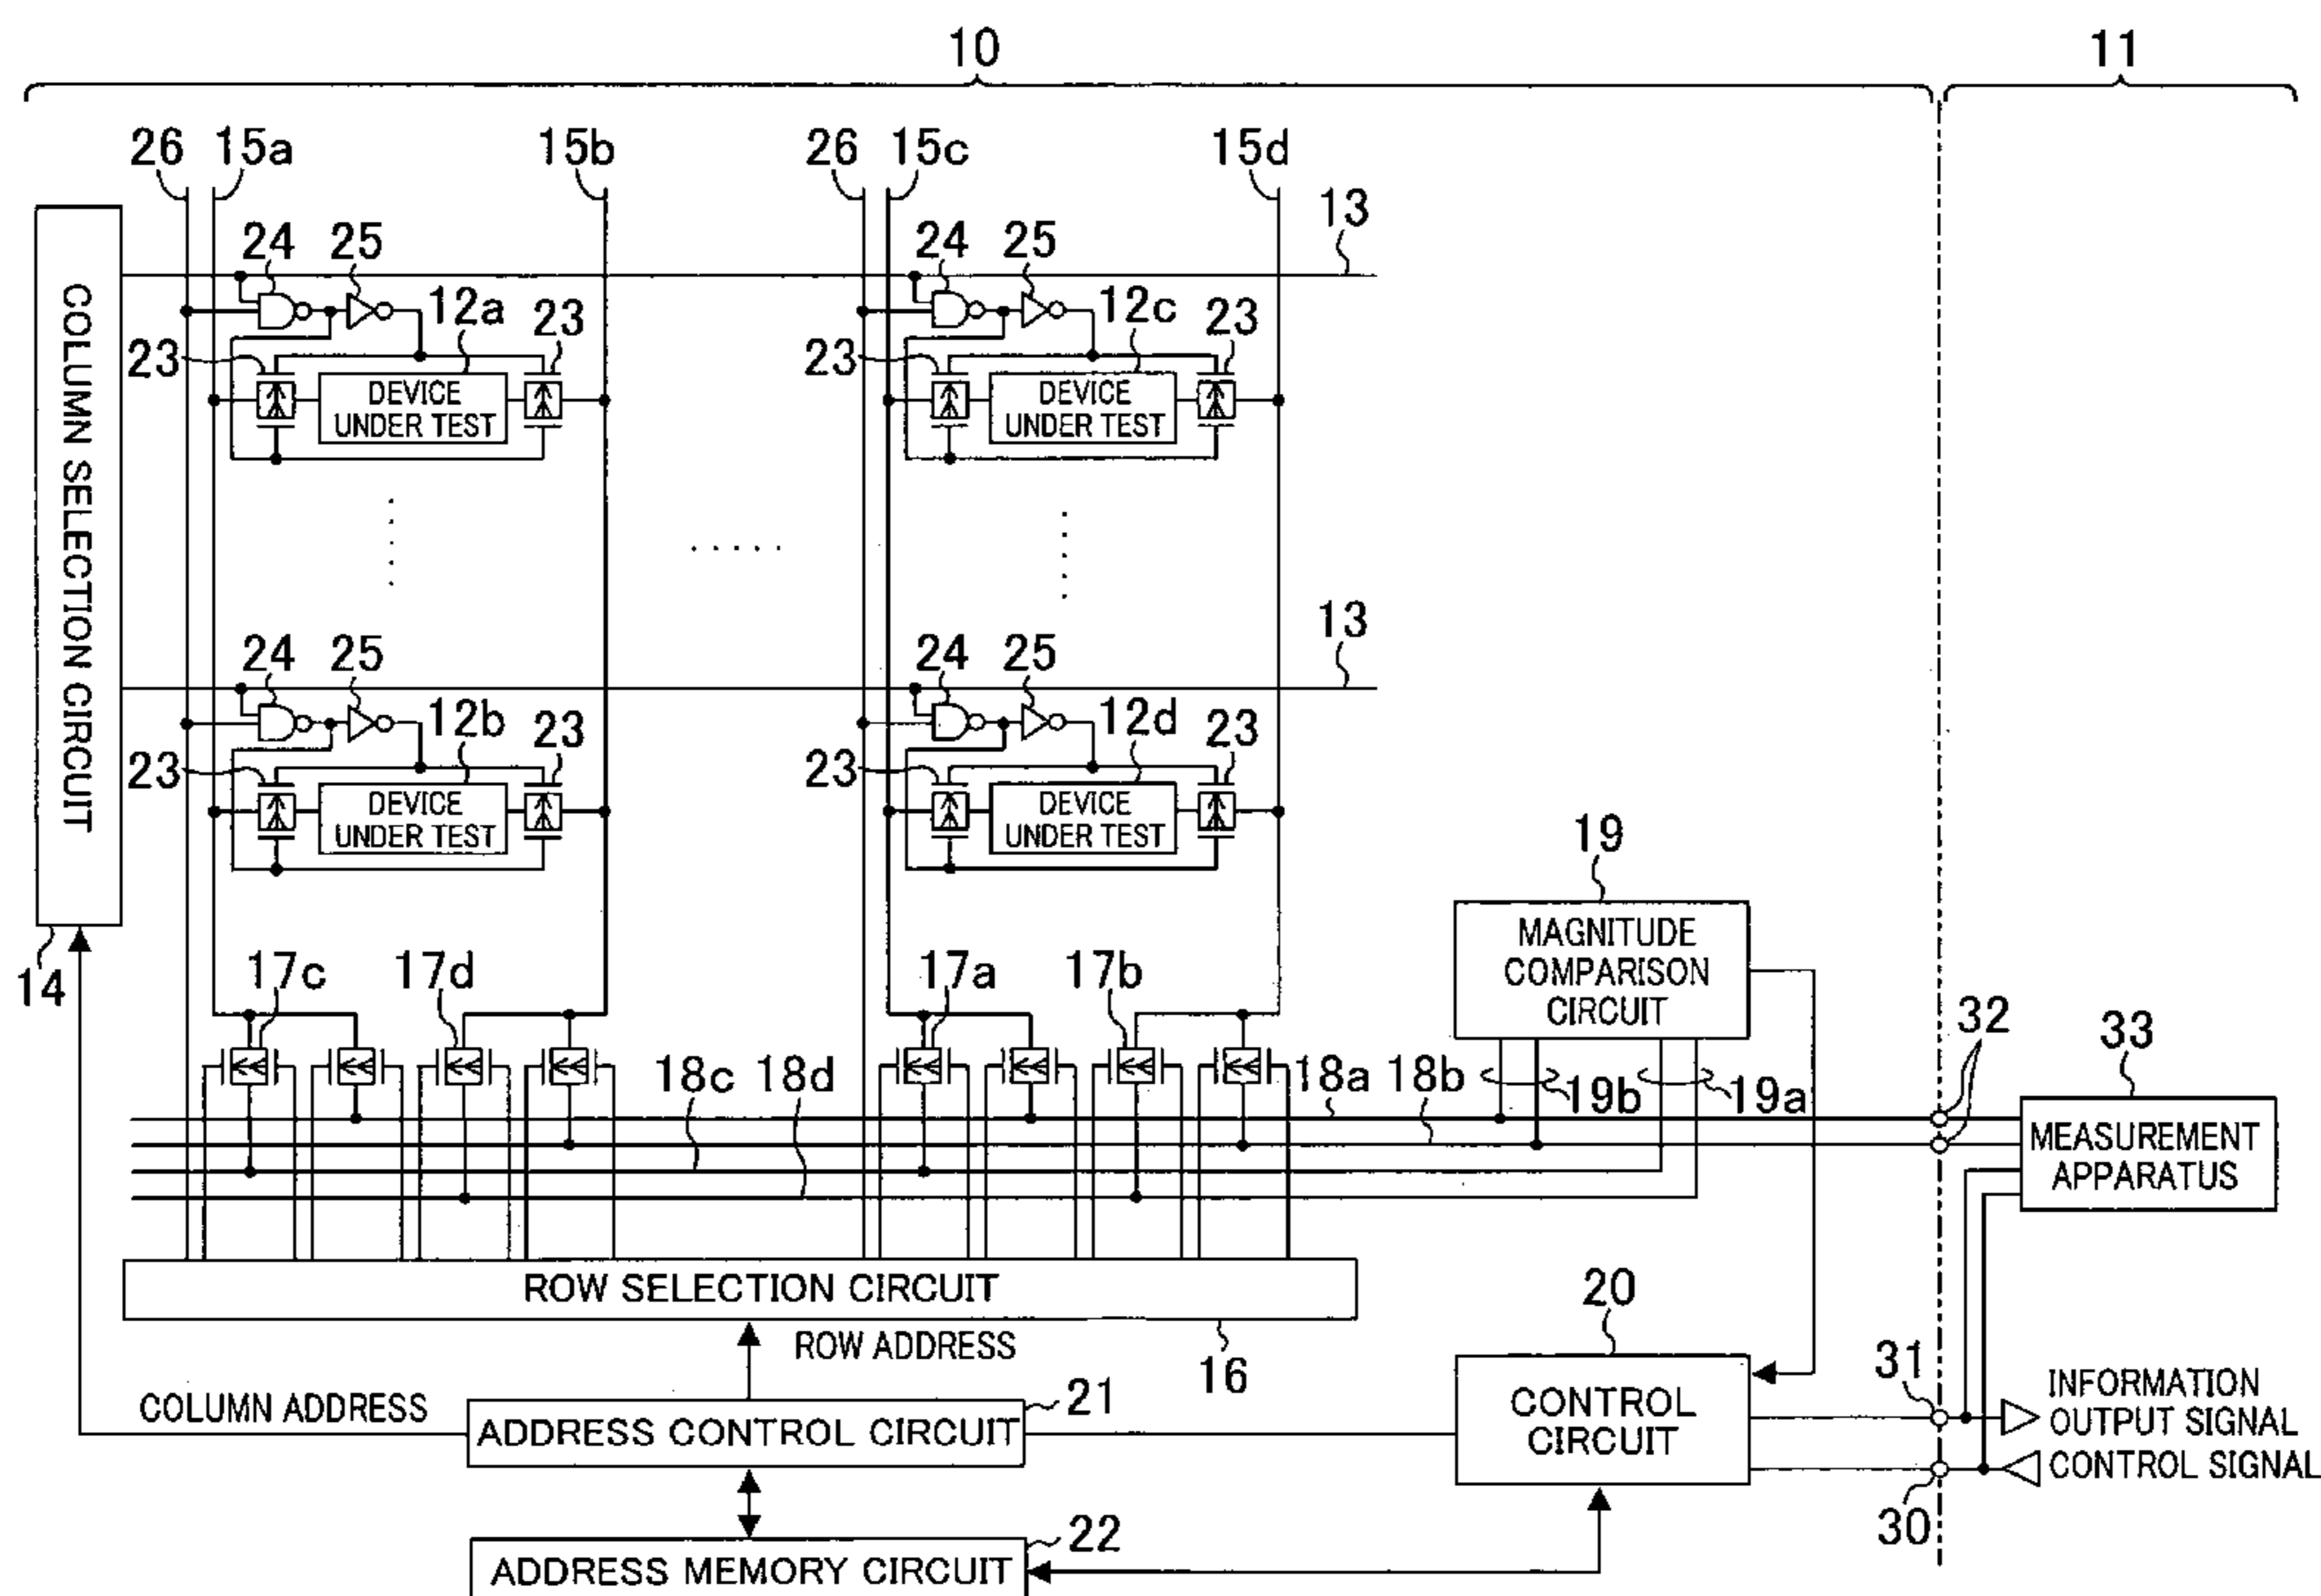 10
11
26
15a
15b
26
15c
15d
13
24
25
12a
23
24
25
12c
23
23
DEVICE
UNDER TEST
23
DEVICE
UNDER TEST
COLUMN SELECTION CIRCUIT
13
24
25
12b
23
24
25
12d
23
23
DEVICE
UNDER TEST
23
DEVICE
UNDER TEST
19
MAGNITUDE
COMPARISON
CIRCUIT
14
17c
17d
17a
17b
32
33
18c
18d
18a
18b
19b
19a
MEASUREMENT
APPARATUS
ROW SELECTION CIRCUIT
20
ROW ADDRESS
16
31
INFORMATION
OUTPUT SIGNAL
COLUMN ADDRESS
21
ADDRESS CONTROL CIRCUIT
CONTROL
CIRCUIT
CONTROL SIGNAL
30
22
ADDRESS MEMORY CIRCUIT